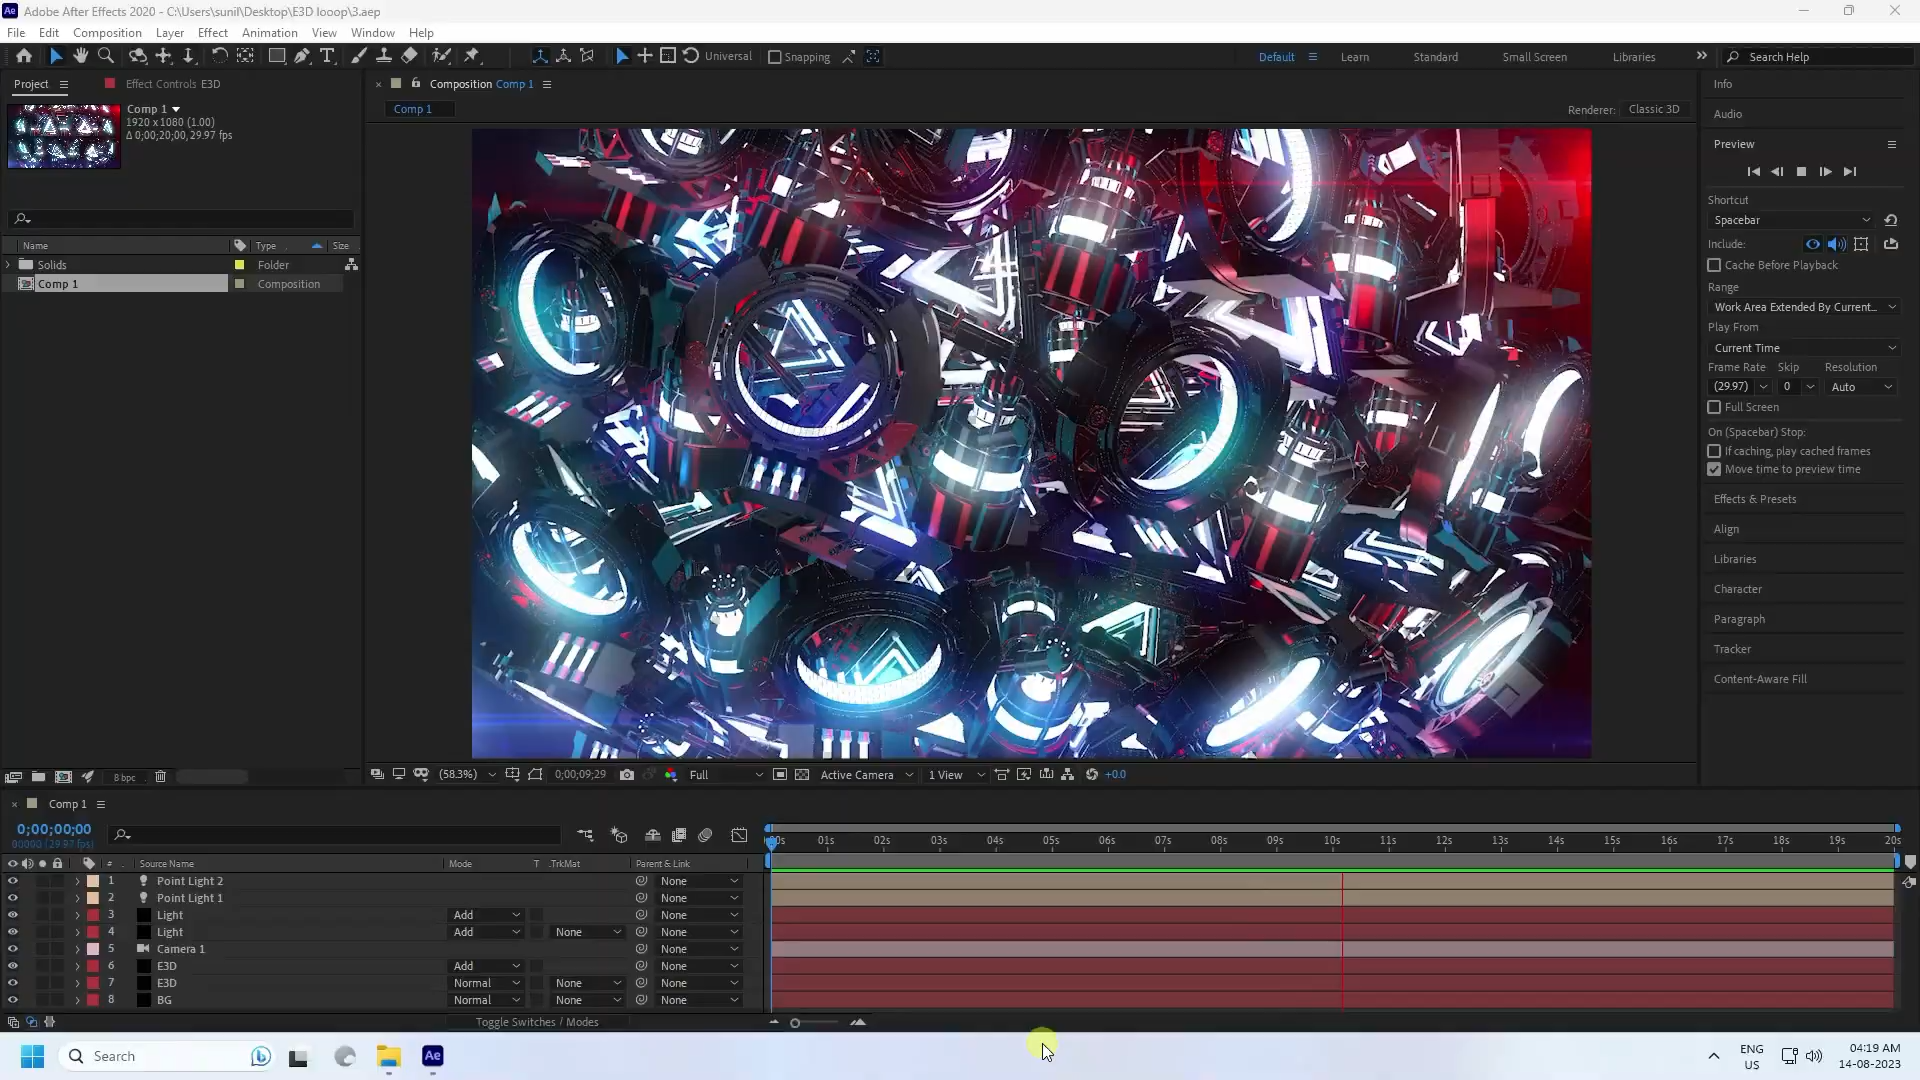 Adobe After Effects 2020 - C:\Users\sunil\Desktop\E3D looop\3.aep
File Edit Composition Layer Effect Animation View Window Help
Universal Snapping Default Learn Standard Small Screen Libraries Search Help
Project Effect Controls E3D
Composition Comp 1
Info
Comp 1
1920 x 1080 (1.00)
Δ 0;00;20;00, 29.97 fps
Comp 1
Renderer: Classic 3D
Audio
Preview
Shortcut
Spacebar
Include:
Cache Before Playback
Range
Work Area Extended By Current...
Play From
Current Time
Frame Rate Skip Resolution
(29.97) 0 Auto
Full Screen
On (Spacebar) Stop:
If caching, play cached frames
Move time to preview time
Effects & Presets
Align
Libraries
Character
Paragraph
Tracker
Content-Aware Fill
Name Type Size
Solids Folder
Comp 1 Composition
8 bpc
(58.3%) 0;00;09;29 Full Active Camera 1 View +0.0
Comp 1
0;00;00;00
00000 (29.97 fps)
00s 01s 02s 03s 04s 05s 06s 07s 08s 09s 10s 11s 12s 13s 14s 15s 16s 17s 18s 19s 20s
# Source Name Mode T .TrkMat Parent & Link
1 Point Light 2 None
2 Point Light 1 None
3 Light Add None
4 Light Add None None
5 Camera 1 None
6 E3D Add None
7 E3D Normal None None
8 BG Normal None None
Toggle Switches / Modes
Search
Ae
ENG
US
04:19 AM
14-08-2023